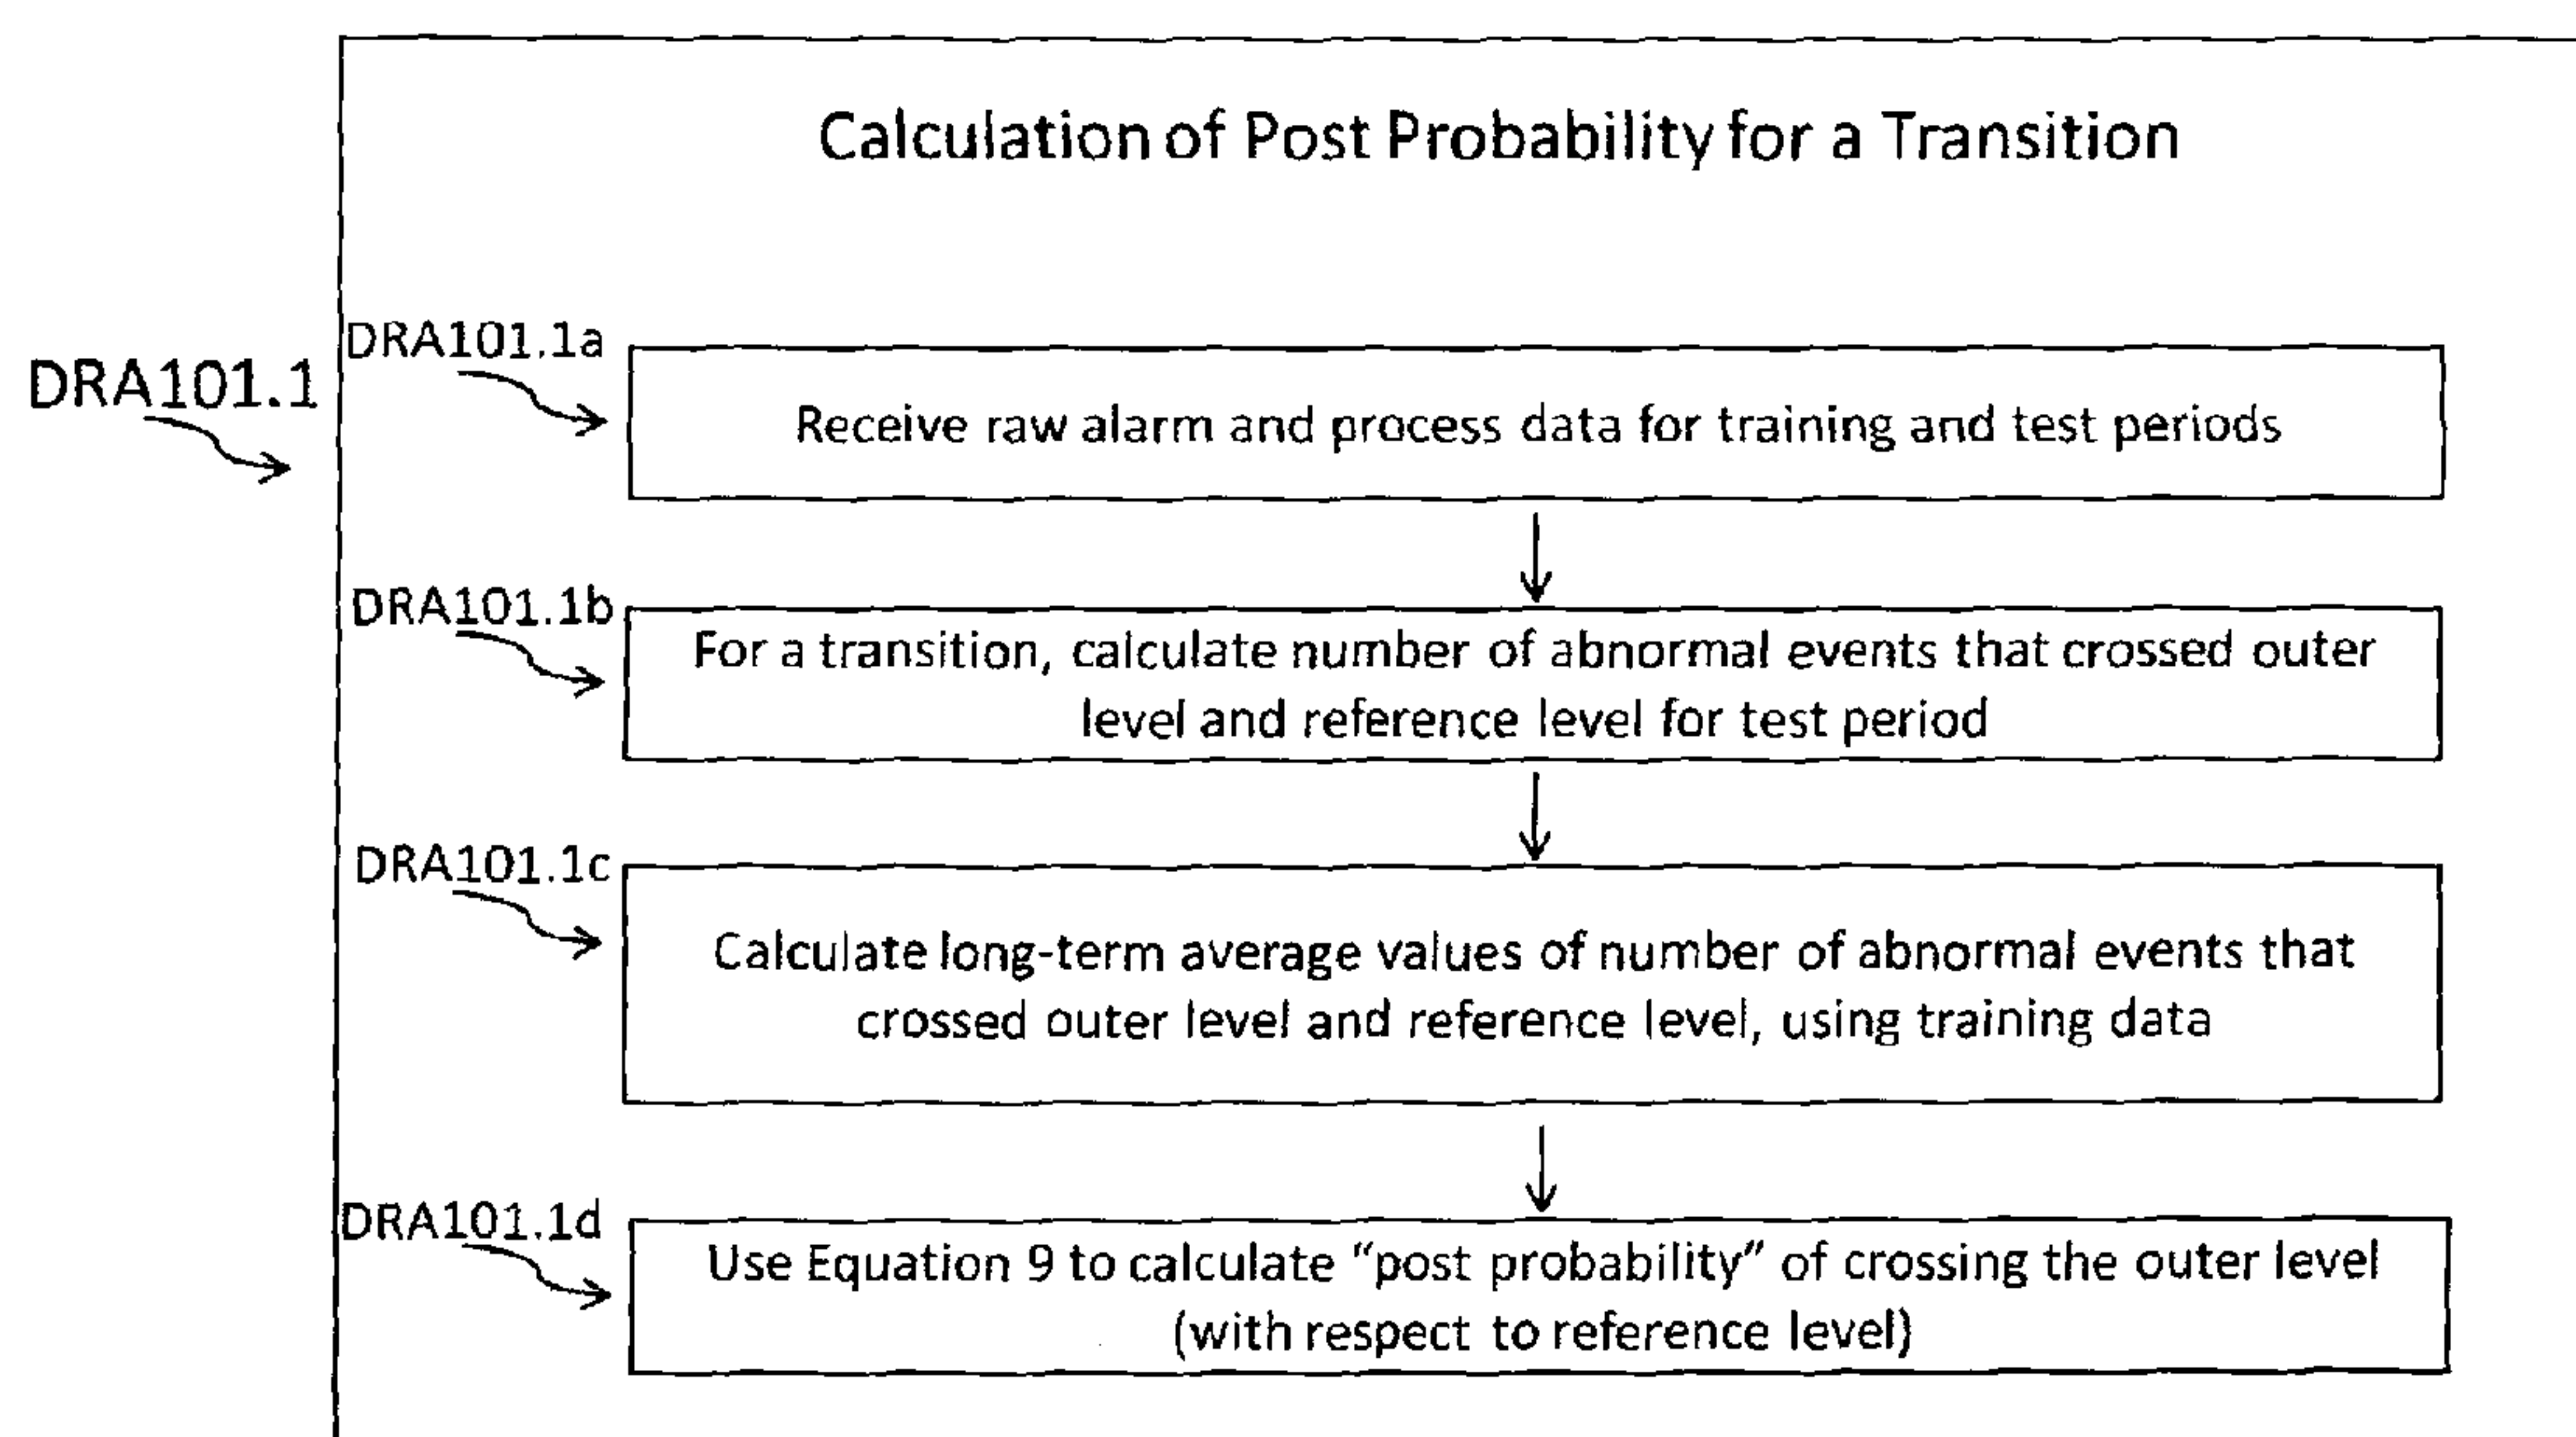 Calculation of Post Probability for a Transition
DRA101.1
DRA101.1a
Receive raw alarm and process data for training and test periods
DRA101.1b
For a transition, calculate number of abnormal events that crossed outer
level and reference level for test period
DRA101.1c
Calculate long-term average values of number of abnormal events that
crossed outer level and reference level, using training data
DRA101.1d
Use Equation 9 to calculate “post probability” of crossing the outer level
(with respect to reference level)